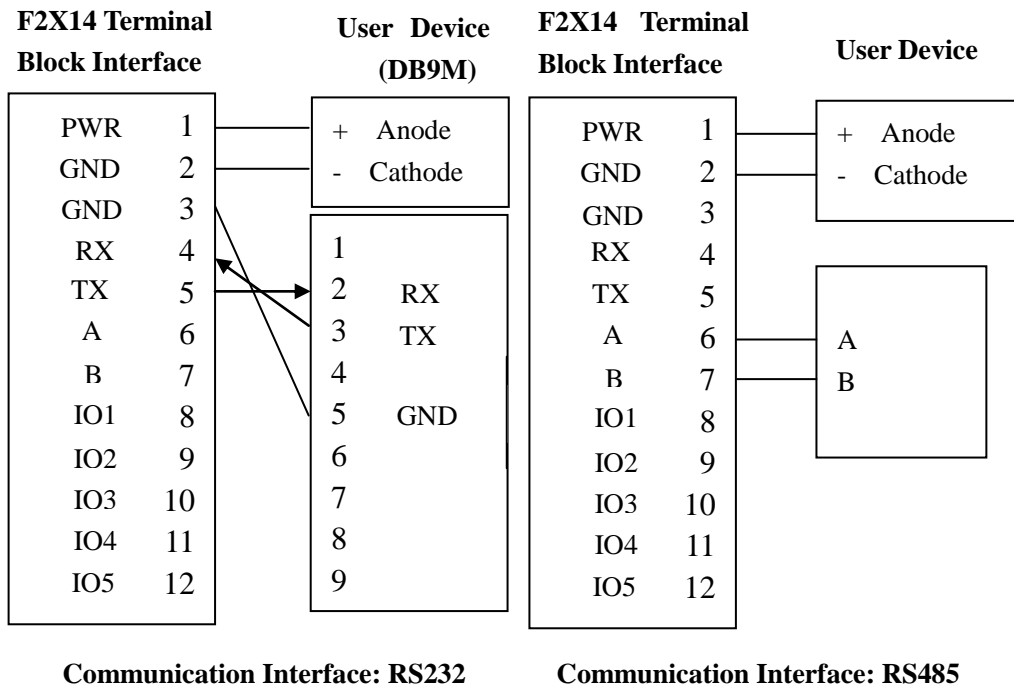 F2X14 Terminal
Block Interface
User Device
(DB9M)
PWR 1
GND 2
GND 3
RX 4
TX 5
A 6
B 7
IO1 8
IO2 9
IO3 10
IO4 11
IO5 12
+ Anode
- Cathode
1
2 RX
3 TX
4
5 GND
6
7
8
9
Communication Interface: RS232
F2X14 Terminal
Block Interface
User Device
PWR 1
GND 2
GND 3
RX 4
TX 5
A 6
B 7
IO1 8
IO2 9
IO3 10
IO4 11
IO5 12
+ Anode
- Cathode
A
B
Communication Interface: RS485